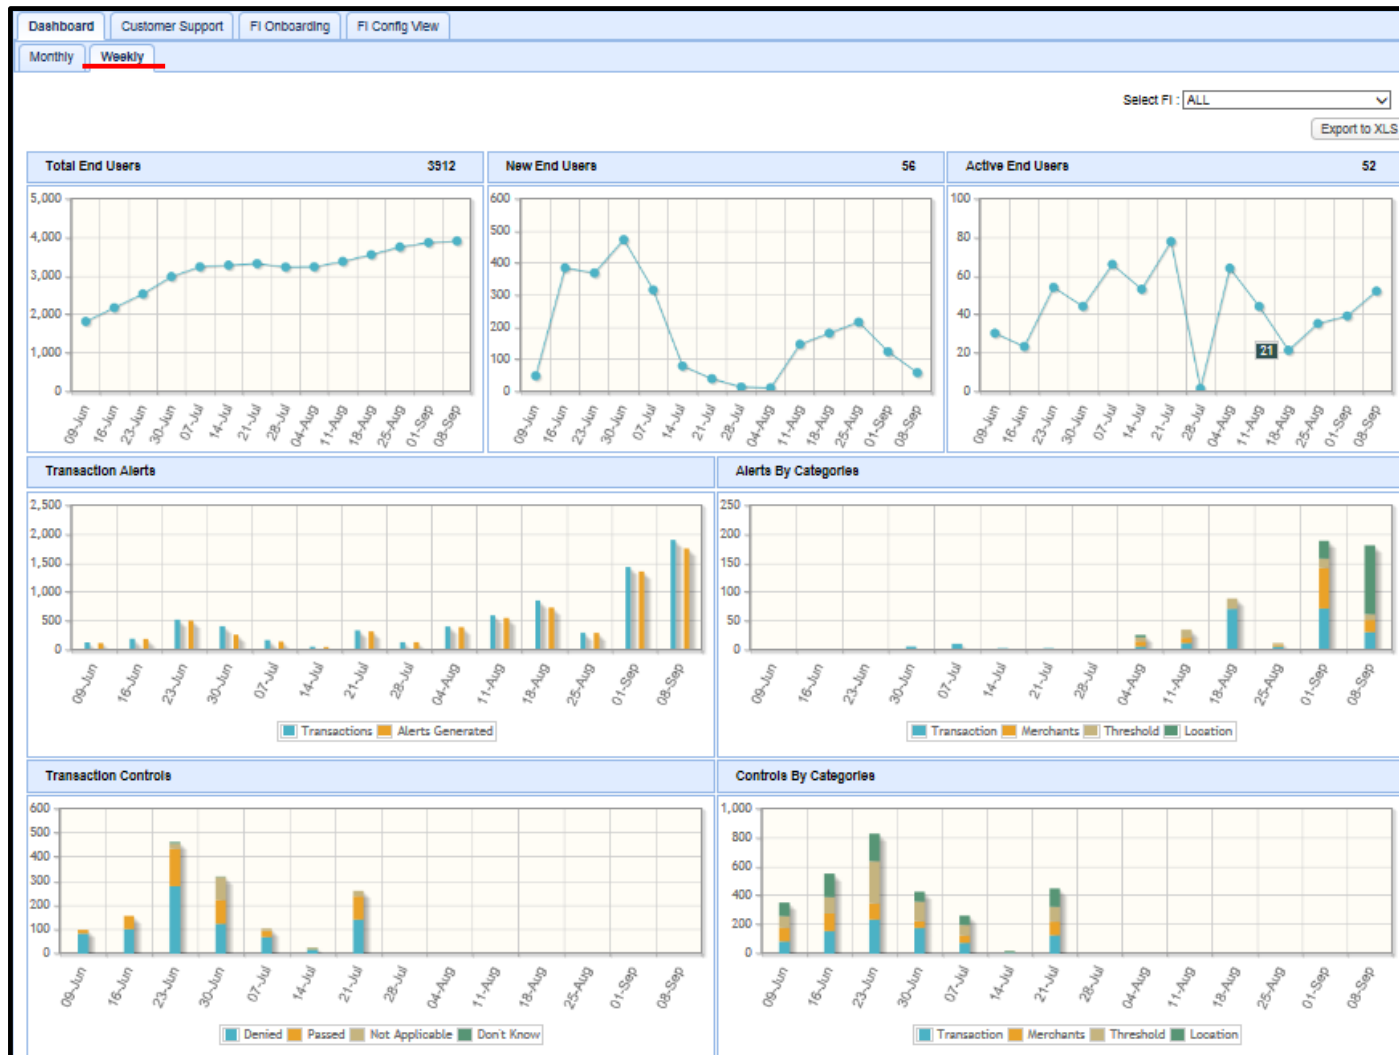 Dashboard Customer Support FI Onboarding FI Config View
Monthly Weekly
Select FI : ALL
Export to XLS
Total End Users 3912 New End Users 56 Active End Users 52
5,000
4,000
3,000
2,000
1,000
0
09-Jun 16-Jun 23-Jun 30-Jun 07-Jul 14-Jul 21-Jul 28-Jul 04-Aug 11-Aug 18-Aug 25-Aug 01-Sep 08-Sep
600
500
400
300
200
100
0
09-Jun 16-Jun 23-Jun 30-Jun 07-Jul 14-Jul 21-Jul 28-Jul 04-Aug 11-Aug 18-Aug 25-Aug 01-Sep 08-Sep
100
80
60
40
20
0
21
09-Jun 16-Jun 23-Jun 30-Jun 07-Jul 14-Jul 21-Jul 28-Jul 04-Aug 11-Aug 18-Aug 25-Aug 01-Sep 08-Sep
Transaction Alerts Alerts By Categories
2,500
2,000
1,500
1,000
500
0
09-Jun 16-Jun 23-Jun 30-Jun 07-Jul 14-Jul 21-Jul 28-Jul 04-Aug 11-Aug 18-Aug 25-Aug 01-Sep 08-Sep
Transactions Alerts Generated
250
200
150
100
50
0
09-Jun 16-Jun 23-Jun 30-Jun 07-Jul 14-Jul 21-Jul 28-Jul 04-Aug 11-Aug 18-Aug 25-Aug 01-Sep 08-Sep
Transaction Merchants Threshold Location
Transaction Controls Controls By Categories
600
500
400
300
200
100
0
09-Jun 16-Jun 23-Jun 30-Jun 07-Jul 14-Jul 21-Jul 28-Jul 04-Aug 11-Aug 18-Aug 25-Aug 01-Sep 08-Sep
Denied Passed Not Applicable Don't Know
1,000
800
600
400
200
0
09-Jun 16-Jun 23-Jun 30-Jun 07-Jul 14-Jul 21-Jul 28-Jul 04-Aug 11-Aug 18-Aug 25-Aug 01-Sep 08-Sep
Transaction Merchants Threshold Location